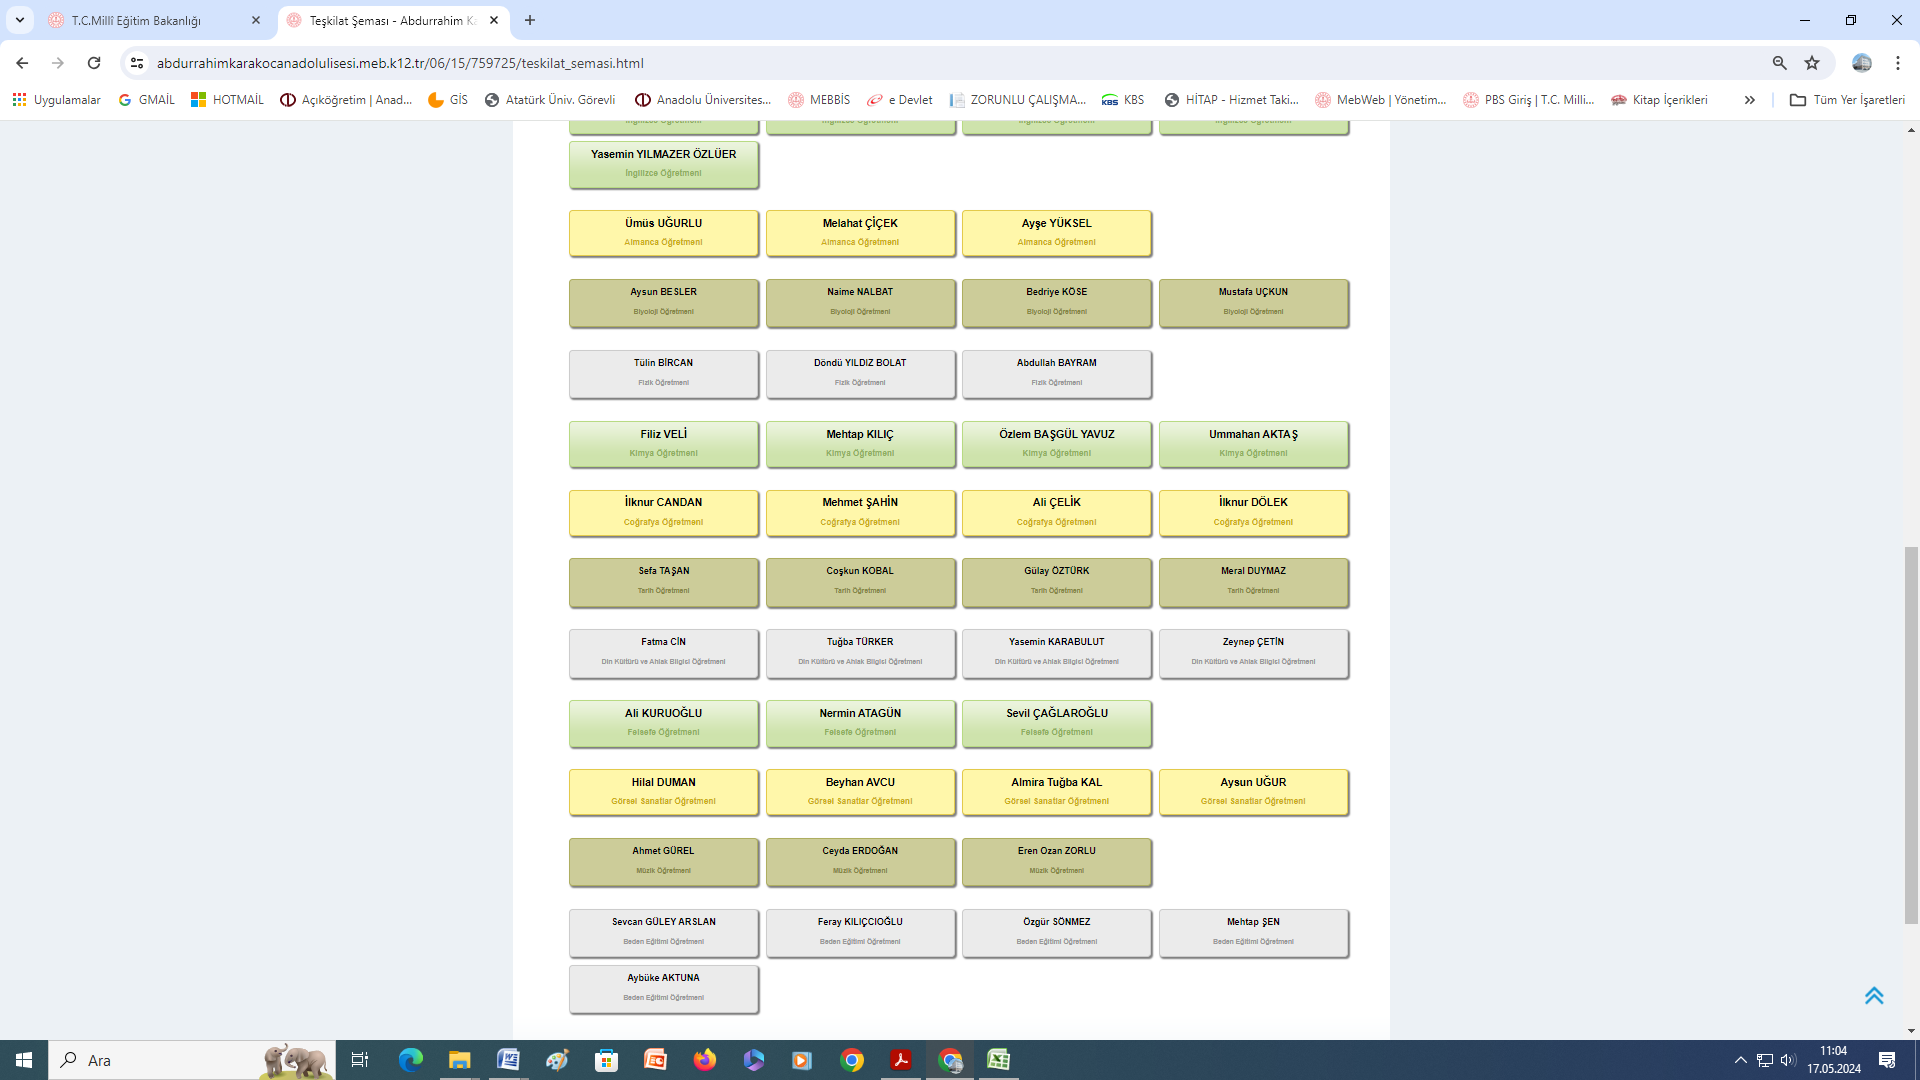 T.C.Millî Eğitim Bakanlığı
Teşkilat Şeması - Abdurrahim Ka
abdurrahimkarakocanadolulisesi.meb.k12.tr/06/15/759725/teskilat_semasi.html
Uygulamalar GMAİL HOTMAİL Açıköğretim | Anad... GİS Atatürk Üniv. Görevli Anadolu Üniversites... MEBBİS e Devlet ZORUNLU ÇALIŞMA... KBS HİTAP - Hizmet Taki... MebWeb | Yönetim... PBS Giriş | T.C. Milli... Kitap İçerikleri Tüm Yer İşaretleri
İngilizce Öğretmeni İngilizce Öğretmeni İngilizce Öğretmeni İngilizce Öğretmeni
Yasemin YILMAZER ÖZLÜER
İngilizce Öğretmeni
Ümüs UĞURLU Melahat ÇİÇEK Ayşe YÜKSEL
Almanca Öğretmeni Almanca Öğretmeni Almanca Öğretmeni
Aysun BESLER Naime NALBAT Bedriye KÖSE Mustafa UÇKUN
Biyoloji Öğretmeni Biyoloji Öğretmeni Biyoloji Öğretmeni Biyoloji Öğretmeni
Tülin BİRCAN Döndü YILDIZ BOLAT Abdullah BAYRAM
Fizik Öğretmeni Fizik Öğretmeni Fizik Öğretmeni
Filiz VELİ Mehtap KILIÇ Özlem BAŞGÜL YAVUZ Ummahan AKTAŞ
Kimya Öğretmeni Kimya Öğretmeni Kimya Öğretmeni Kimya Öğretmeni
İlknur CANDAN Mehmet ŞAHİN Ali ÇELİK İlknur DÖLEK
Coğrafya Öğretmeni Coğrafya Öğretmeni Coğrafya Öğretmeni Coğrafya Öğretmeni
Sefa TAŞAN Coşkun KOBAL Gülay ÖZTÜRK Meral DUYMAZ
Tarih Öğretmeni Tarih Öğretmeni Tarih Öğretmeni Tarih Öğretmeni
Fatma CİN Tuğba TÜRKER Yasemin KARABULUT Zeynep ÇETİN
Din Kültürü ve Ahlak Bilgisi Öğretmeni Din Kültürü ve Ahlak Bilgisi Öğretmeni Din Kültürü ve Ahlak Bilgisi Öğretmeni Din Kültürü ve Ahlak Bilgisi Öğretmeni
Ali KURUOĞLU Nermin ATAGÜN Sevil ÇAĞLAROĞLU
Felsefe Öğretmeni Felsefe Öğretmeni Felsefe Öğretmeni
Hilal DUMAN Beyhan AVCU Almira Tuğba KAL Aysun UĞUR
Görsel Sanatlar Öğretmeni Görsel Sanatlar Öğretmeni Görsel Sanatlar Öğretmeni Görsel Sanatlar Öğretmeni
Ahmet GÜREL Ceyda ERDOĞAN Eren Ozan ZORLU
Müzik Öğretmeni Müzik Öğretmeni Müzik Öğretmeni
Sevcan GÜLEY ARSLAN Feray KILIÇCIOĞLU Özgür SÖNMEZ Mehtap ŞEN
Beden Eğitimi Öğretmeni Beden Eğitimi Öğretmeni Beden Eğitimi Öğretmeni Beden Eğitimi Öğretmeni
Aybüke AKTUNA
Beden Eğitimi Öğretmeni
Ara
11:04
17.05.2024